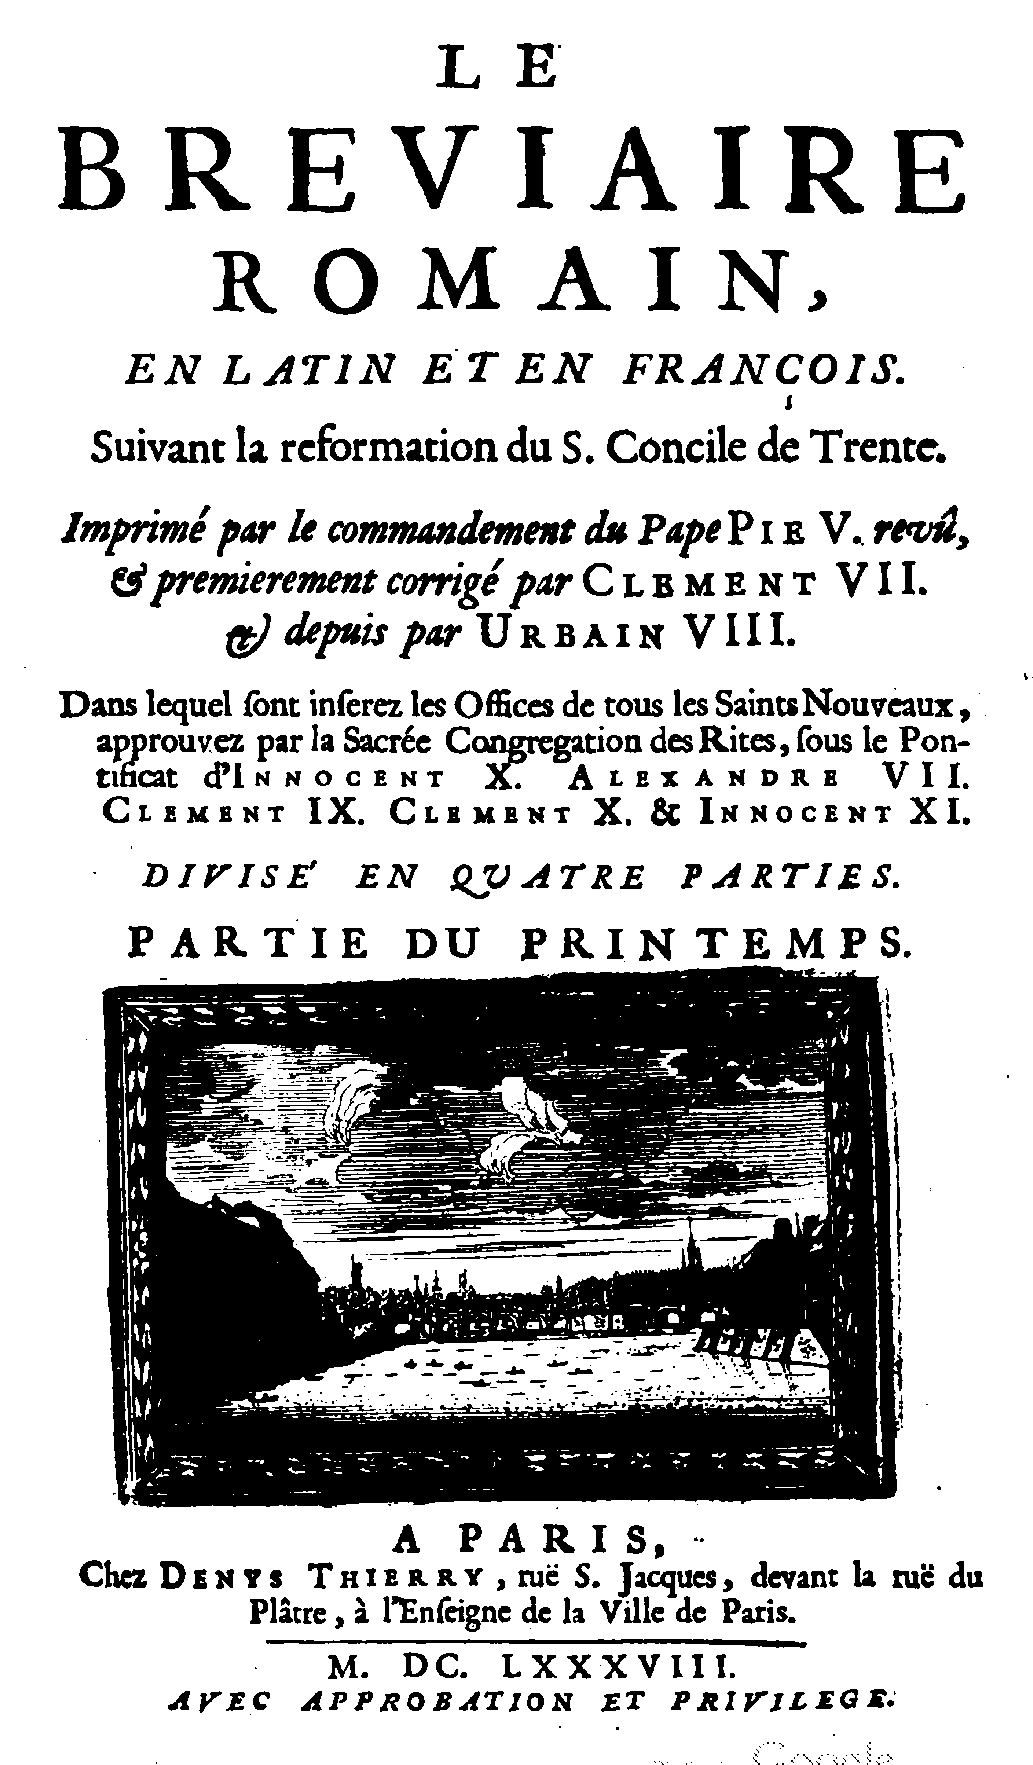 LE
BREVIAIRE
ROMAIN,
EN LATIN ET EN FRANÇOIS.
Suivant la reformation du S. Concile de Trente.
Imprimé par le commandement du Pape PIE V. revû,
& premierement corrigé par CLEMENT VII.
& depuis par URBAIN VIII.
Dans lequel ſont inſerez les Offices de tous les Saints Nouveaux,
approuvez par la Sacrée Congregation des Rites, ſous le Pon-
tificat d'INNOCENT X. ALEXANDRE VII.
CLEMENT IX. CLEMENT X. & INNOCENT XI.
DIVISÉ EN QUATRE PARTIES.
PARTIE DU PRINTEMPS.
A PARIS,
Chez DENYS THIERRY, ruë S. Jacques, devant la ruë du
Plâtre, à l'Enſeigne de la Ville de Paris.
M. DC. LXXXVIII.
AVEC APPROBATION ET PRIVILEGE.
Google